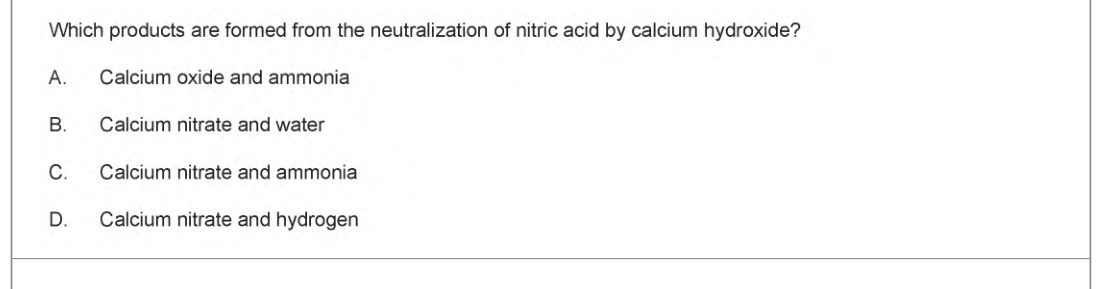 Which products are formed from the neutralization of nitric acid by calcium hydroxide?
A. Calcium oxide and ammonia
B. Calcium nitrate and water
C. Calcium nitrate and ammonia
D. Calcium nitrate and hydrogen